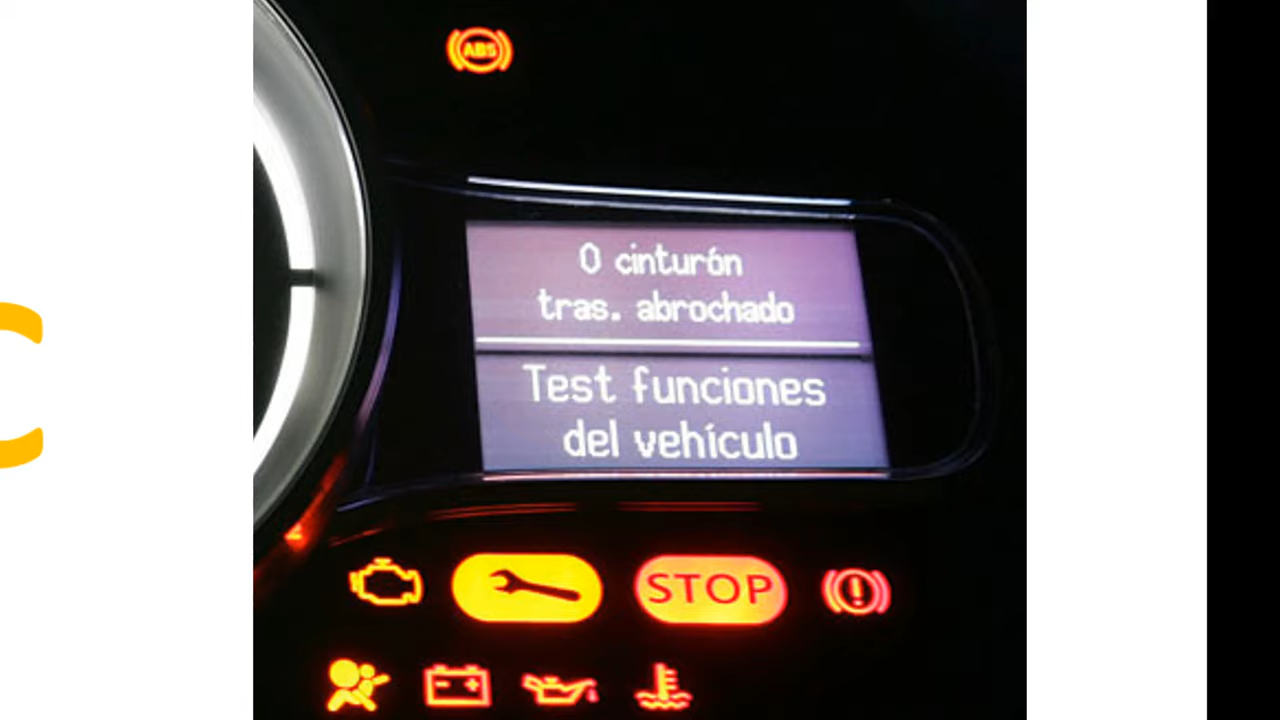 C
ABS
0 cinturón
tras. abrochado
Test funciones
del vehículo
STOP